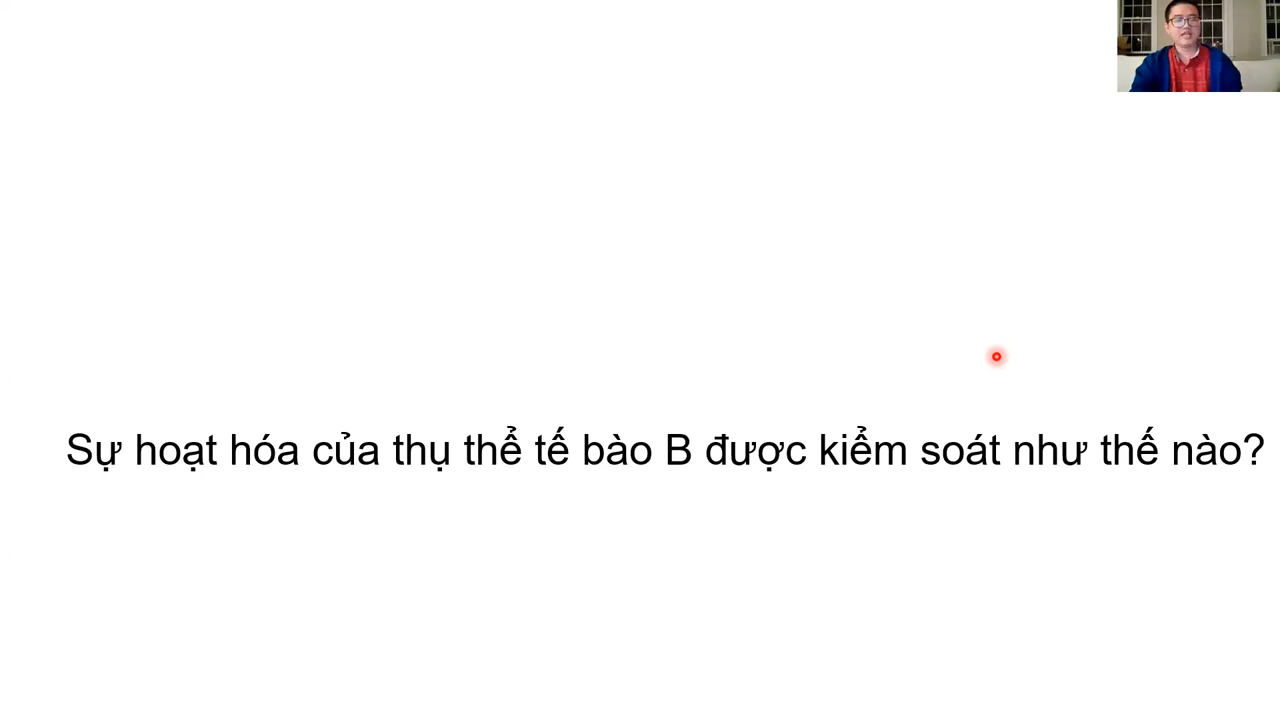 Sự hoạt hóa của thụ thể tế bào B được kiểm soát như thế nào?